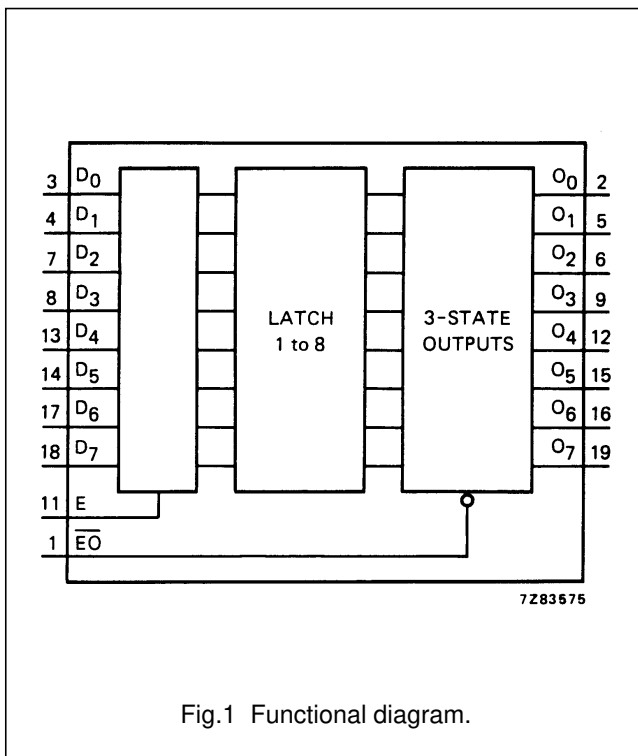 3 D0 O0 2
4 D1 O1 5
7 D2 O2 6
8 D3 O3 9
13 D4 LATCH 3-STATE O4 12
1 to 8 OUTPUTS
14 D5 O5 15
17 D6 O6 16
18 D7 O7 19
11 E
1 E̅O̅
7Z83575
Fig.1 Functional diagram.